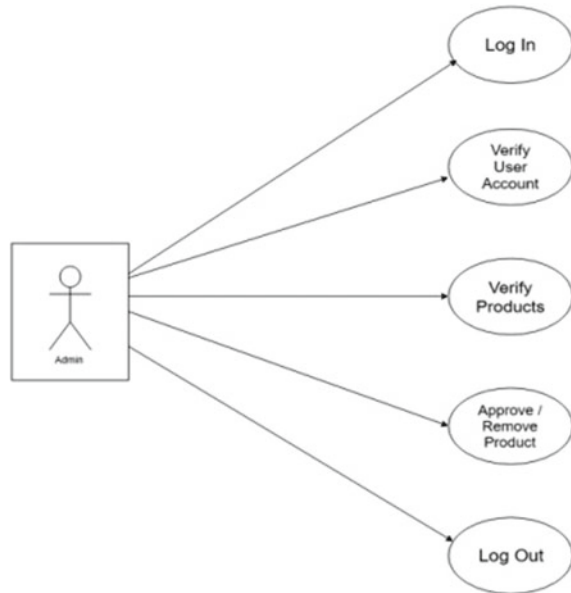 Log In
Verify
User
Account
Verify
Products
Admin
Approve /
Remove
Product
Log Out